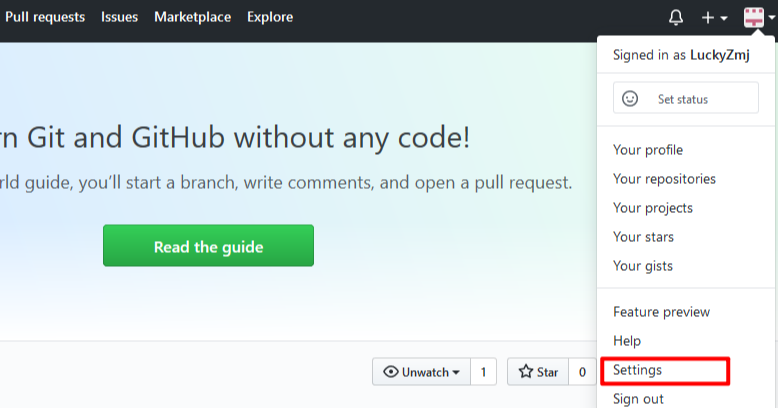 Pull requests Issues Marketplace Explore
Signed in as LuckyZmj
Set status
n Git and GitHub without any code!
rld guide, you’ll start a branch, write comments, and open a pull request.
Read the guide
Your profile
Your repositories
Your projects
Your stars
Your gists
Feature preview
Help
Settings
Sign out
Unwatch 1 Star 0